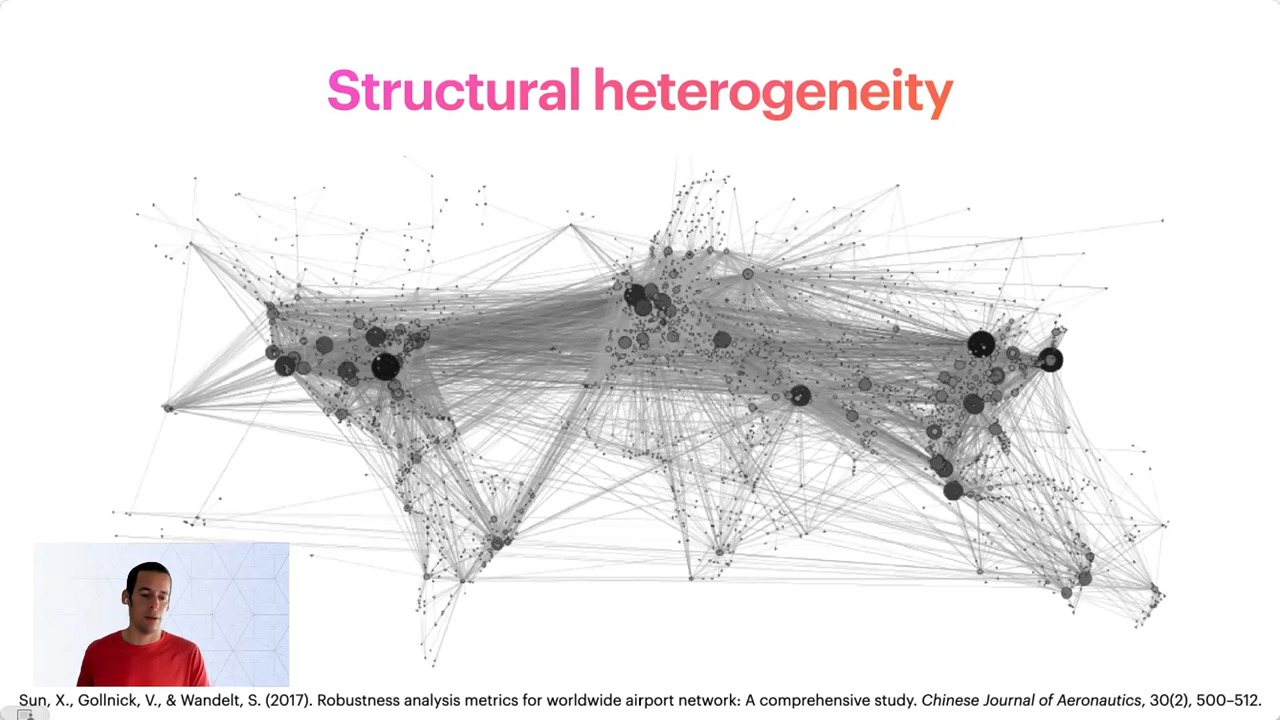 Structural heterogeneity
Sun, X., Gollnick, V., & Wandelt, S. (2017). Robustness analysis metrics for worldwide airport network: A comprehensive study. Chinese Journal of Aeronautics, 30(2), 500–512.